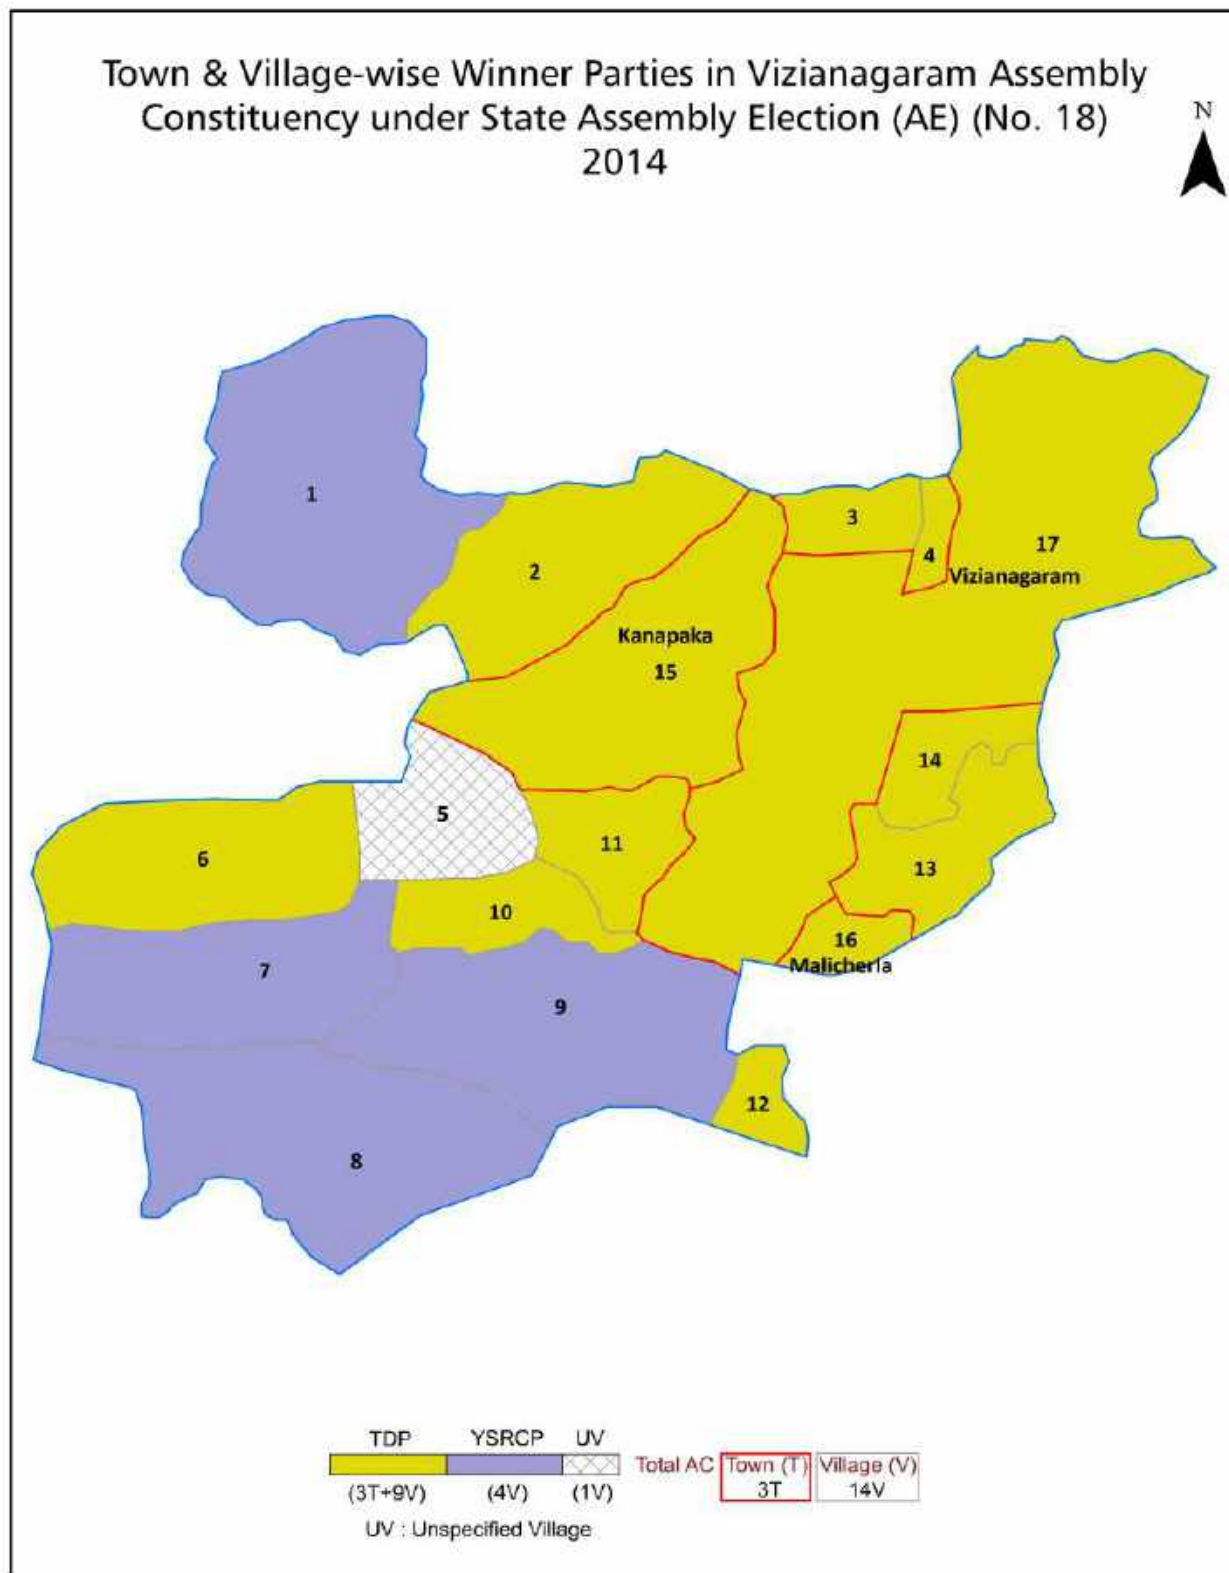 Town & Village-wise Winner Parties in Vizianagaram Assembly
Constituency under State Assembly Election (AE) (No. 18)
2014
N
1
2
3
4
17
Vizianagaram
Kanapaka
15
14
5
11
6
13
10
16
Malicherla
7
9
12
8
TDP YSRCP UV
Total AC Town (T) Village (V)
(3T+9V) (4V) (1V) 3T 14V
UV : Unspecified Village